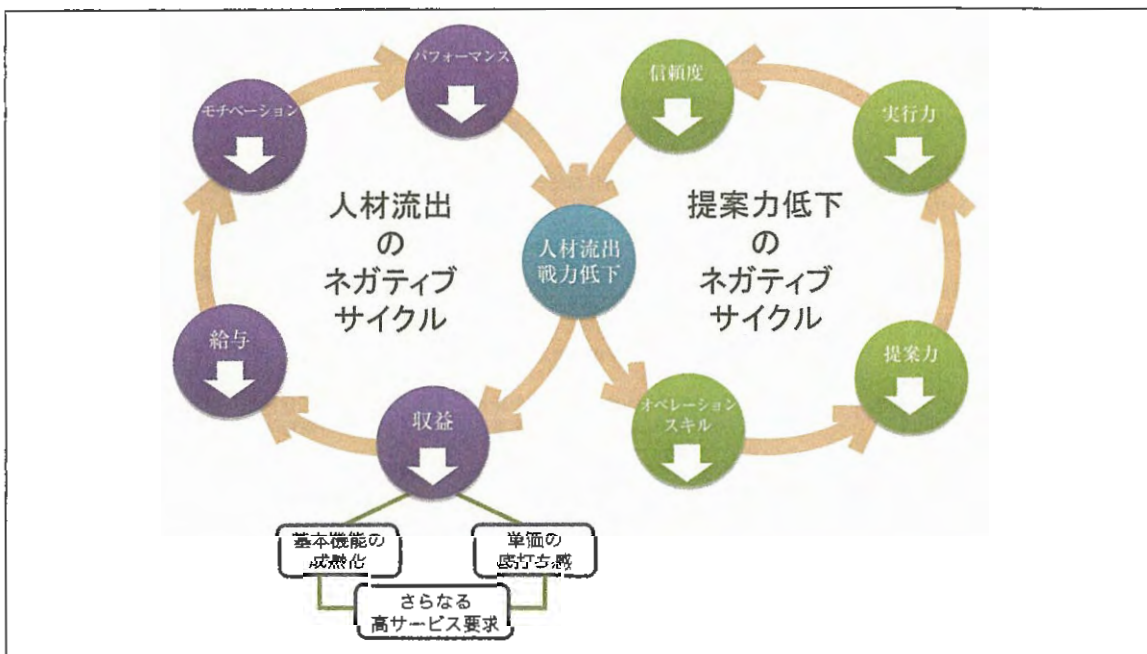 パフォーマンス
モチベーション
給与
収益
人材流出
の
ネガティブ
サイクル
人材流出
戦力低下
信頼度
実行力
提案力
オペレーション
スキル
提案力低下
の
ネガティブ
サイクル
基本機能の
成熟化
単価の
底打ち感
さらなる
高サービス要求